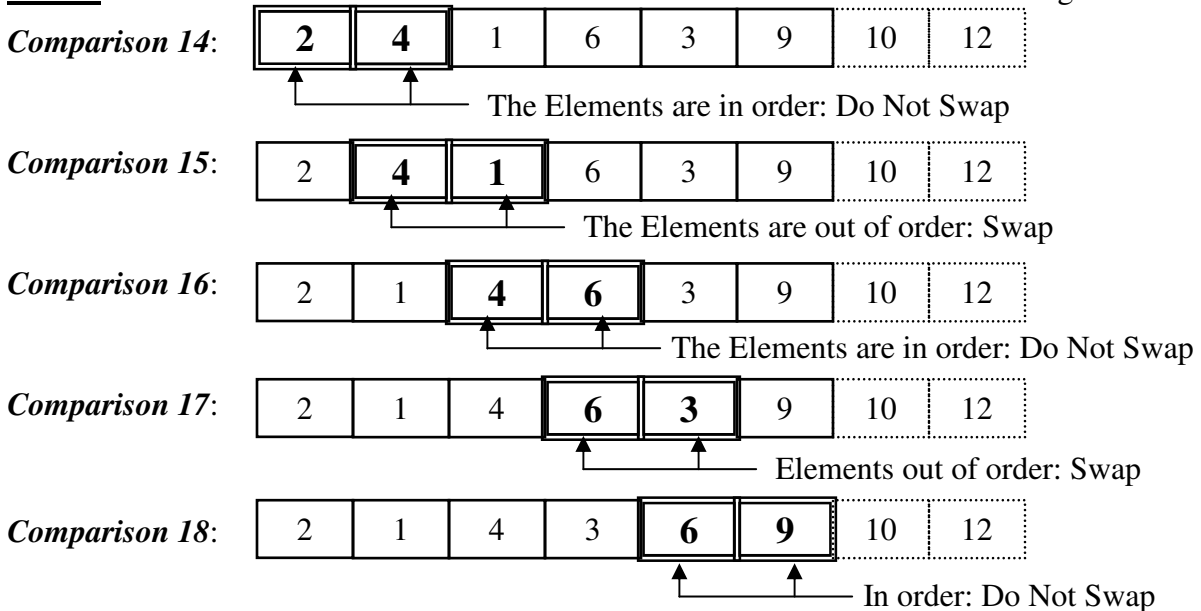 Comparison 14: 2 4 1 6 3 9 10 12
The Elements are in order: Do Not Swap
Comparison 15: 2 4 1 6 3 9 10 12
The Elements are out of order: Swap
Comparison 16: 2 1 4 6 3 9 10 12
The Elements are in order: Do Not Swap
Comparison 17: 2 1 4 6 3 9 10 12
Elements out of order: Swap
Comparison 18: 2 1 4 3 6 9 10 12
In order: Do Not Swap